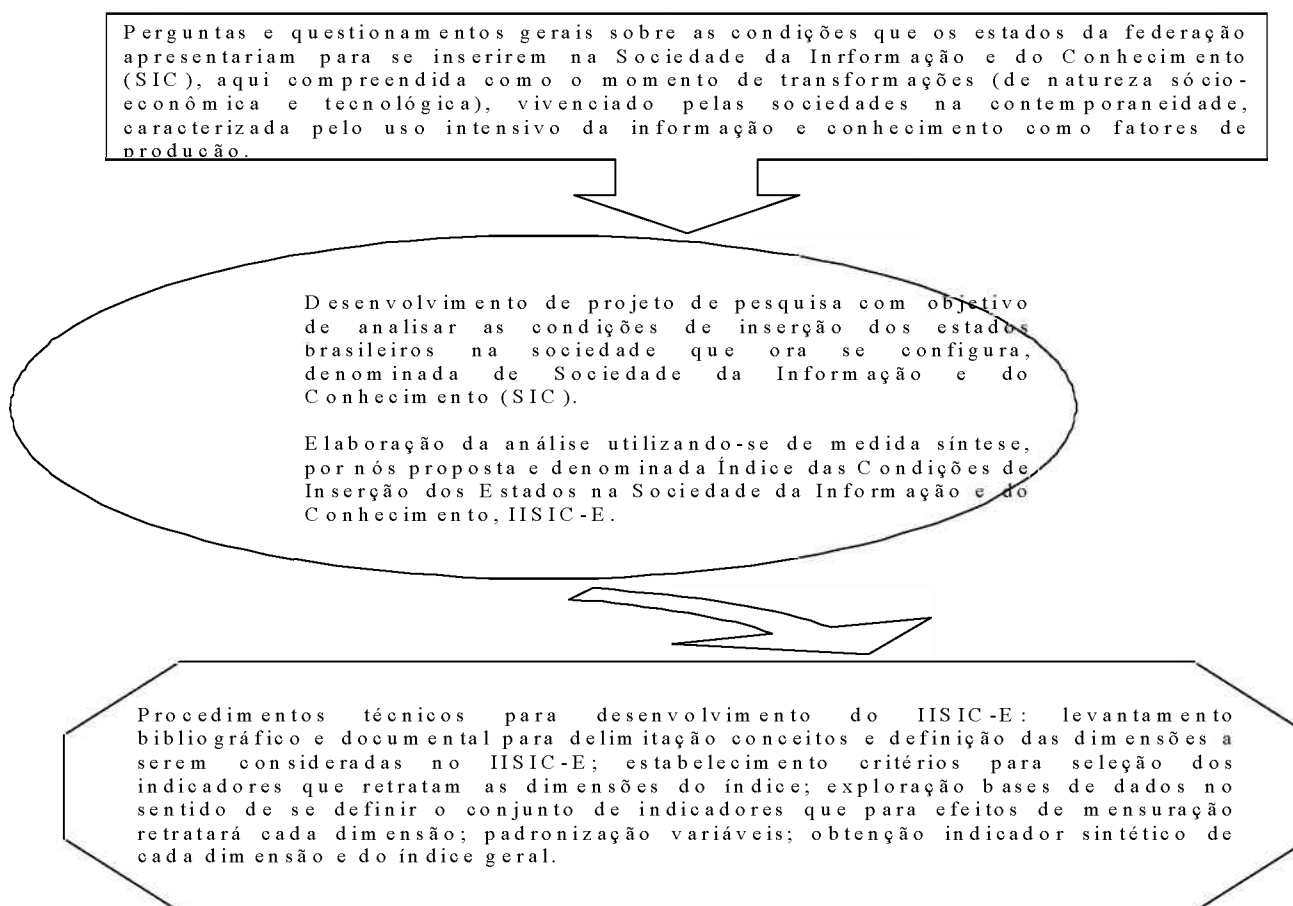 Perguntas e questionamentos gerais sobre as condições que os estados da federação
apresentariam para se inserirem na Sociedade da Inrformação e do Conhecimento
(SIC), aqui compreendida como o momento de transformações (de natureza sócio-
econômica e tecnológica), vivenciado pelas sociedades na contemporaneidade,
caracterizada pelo uso intensivo da informação e conhecimento como fatores de
produção.
Desenvolvimento de projeto de pesquisa com objetivo
de analisar as condições de inserção dos estados
brasileiros na sociedade que ora se configura,
denominada de Sociedade da Informação e do
Conhecimento (SIC).
Elaboração da análise utilizando-se de medida síntese,
por nós proposta e denominada Índice das Condições de
Inserção dos Estados na Sociedade da Informação e do
Conhecimento, IISIC-E.
Procedimentos técnicos para desenvolvimento do IISIC-E: levantamento
bibliográfico e documental para delimitação conceitos e definição das dimensões a
serem consideradas no IISIC-E; estabelecimento critérios para seleção dos
indicadores que retratam as dimensões do índice; exploração bases de dados no
sentido de se definir o conjunto de indicadores que para efeitos de mensuração
retratará cada dimensão; padronização variáveis; obtenção indicador sintético de
cada dimensão e do índice geral.